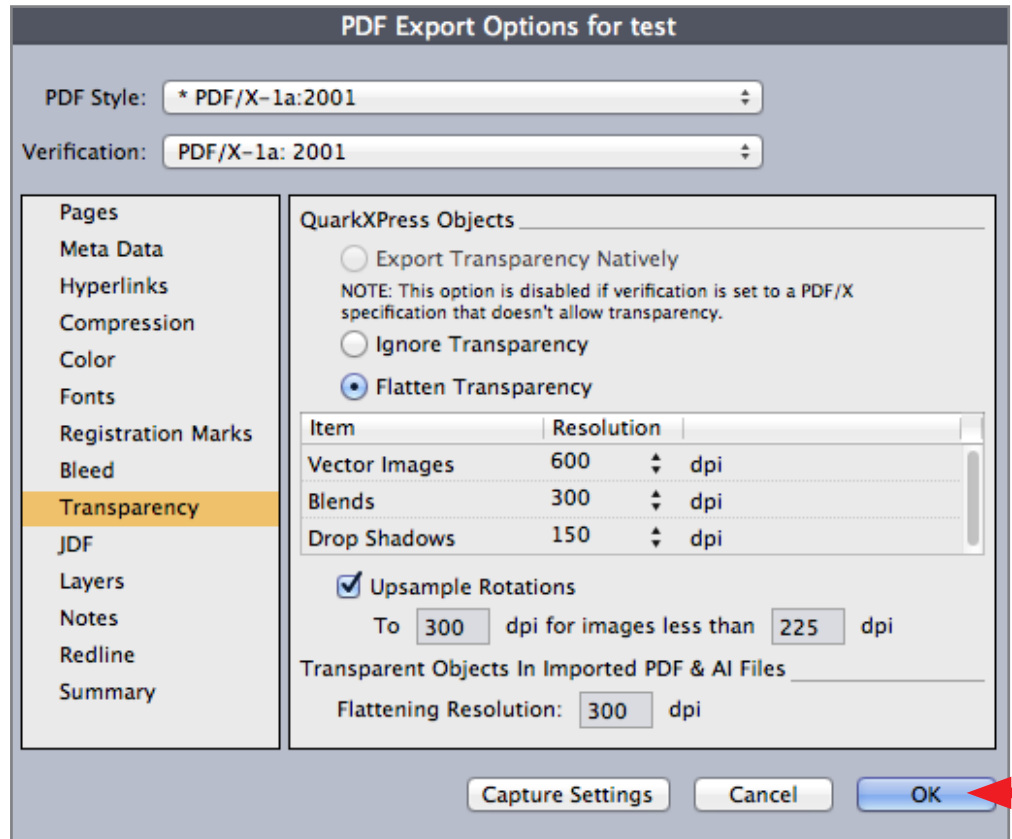 PDF Export Options for test
PDF Style: * PDF/X-1a:2001
Verification: PDF/X-1a: 2001
Pages
Meta Data
Hyperlinks
Compression
Color
Fonts
Registration Marks
Bleed
Transparency
JDF
Layers
Notes
Redline
Summary
QuarkXPress Objects
Export Transparency Natively
NOTE: This option is disabled if verification is set to a PDF/X
specification that doesn't allow transparency.
Ignore Transparency
Flatten Transparency
Item Resolution
Vector Images 600 dpi
Blends 300 dpi
Drop Shadows 150 dpi
Upsample Rotations
To 300 dpi for images less than 225 dpi
Transparent Objects In Imported PDF & AI Files
Flattening Resolution: 300 dpi
Capture Settings Cancel OK